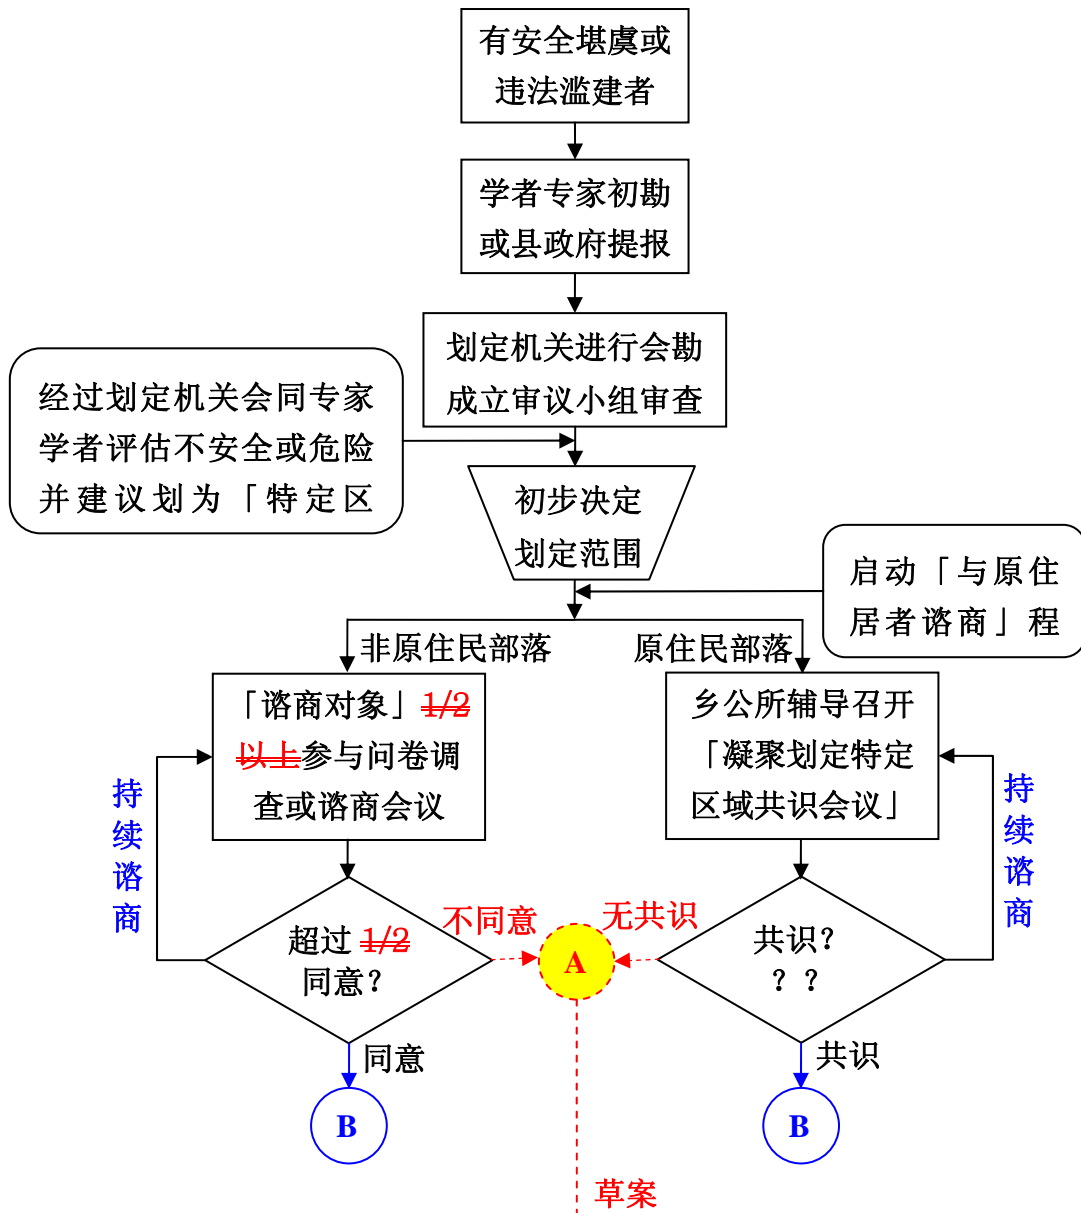 有安全堪虞或
违法滥建者
学者专家初勘
或县政府提报
划定机关进行会勘
成立审议小组审查
经过划定机关会同专家
学者评估不安全或危险
并建议划为「特定区
初步决定
划定范围
启动「与原住
居者谘商」程
非原住民部落
原住民部落
「谘商对象」1/2
以上参与问卷调
查或谘商会议
乡公所辅导召开
「凝聚划定特定
区域共识会议」
持
续
谘
商
持
续
谘
商
超过 1/2
同意？
不同意
无共识
A
共识？
？？
同意
共识
B
B
草案